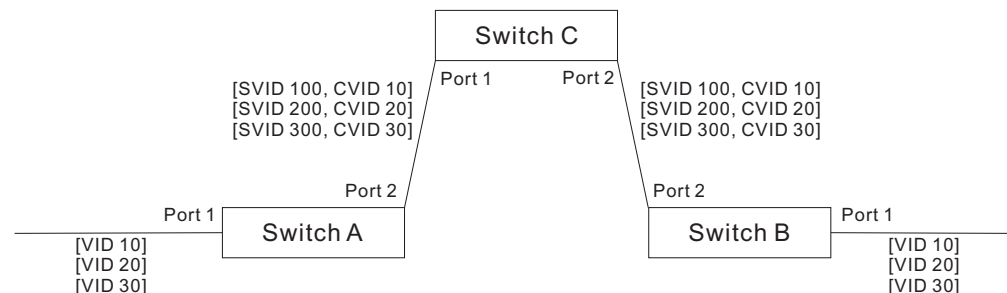 Switch C
Port 1
Port 2
[SVID 100, CVID 10]
[SVID 200, CVID 20]
[SVID 300, CVID 30]
[SVID 100, CVID 10]
[SVID 200, CVID 20]
[SVID 300, CVID 30]
Port 2
Port 2
Port 1
Switch A
Switch B
Port 1
[VID 10]
[VID 20]
[VID 30]
[VID 10]
[VID 20]
[VID 30]